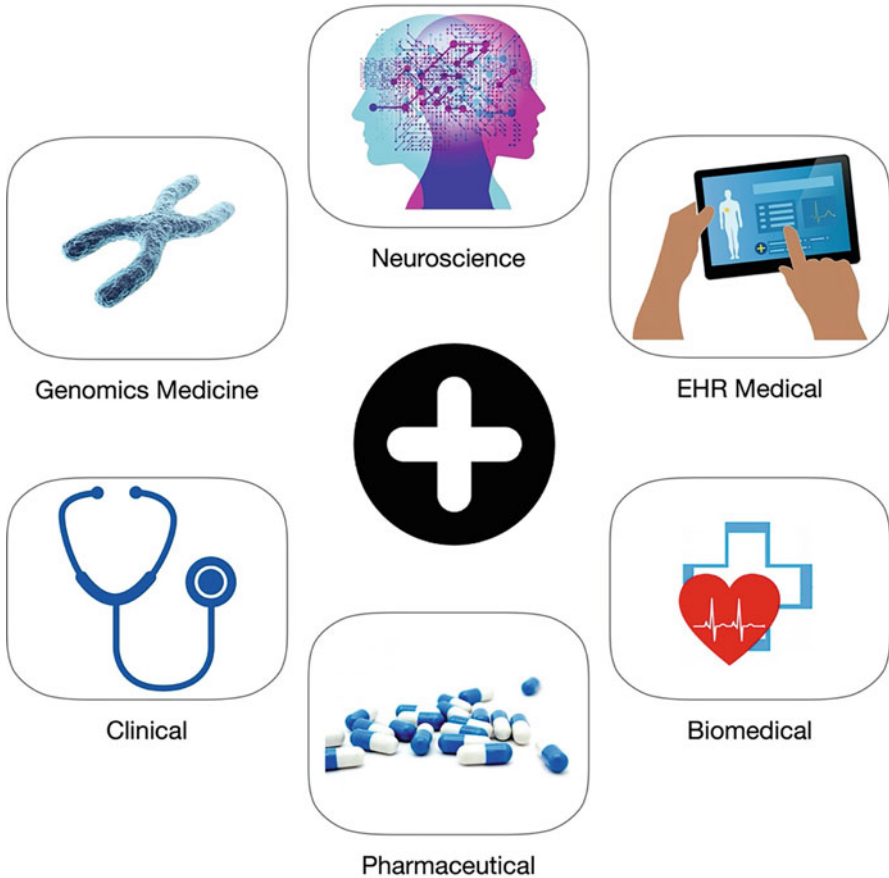 Neuroscience
Genomics Medicine
EHR Medical
Clinical
Biomedical
Pharmaceutical